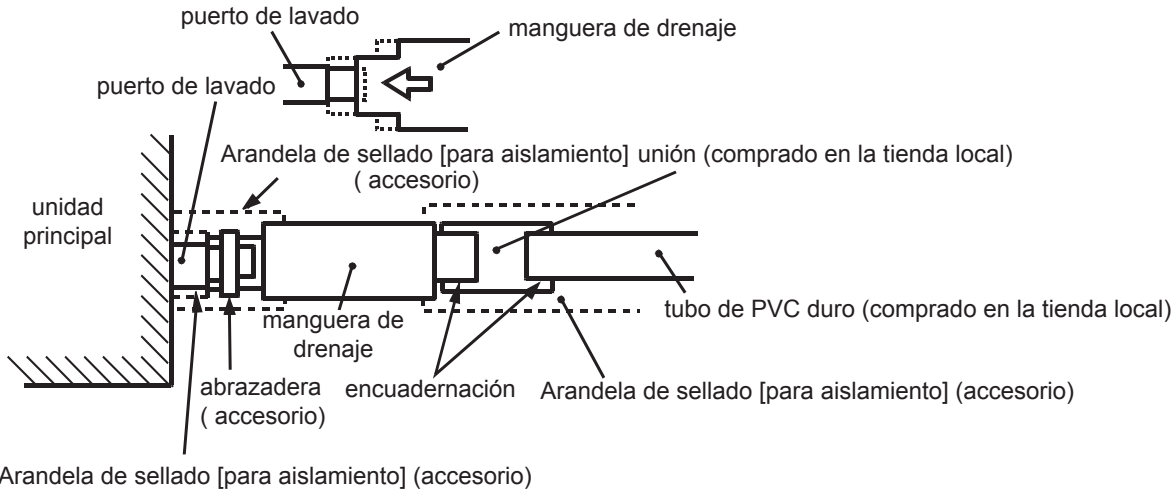 puerto de lavado
manguera de drenaje
puerto de lavado
Arandela de sellado [para aislamiento] unión (comprado en la tienda local)
( accesorio)
unidad
principal
tubo de PVC duro (comprado en la tienda local)
manguera de
drenaje
abrazadera
( accesorio)
encuadernación
Arandela de sellado [para aislamiento] (accesorio)
Arandela de sellado [para aislamiento] (accesorio)